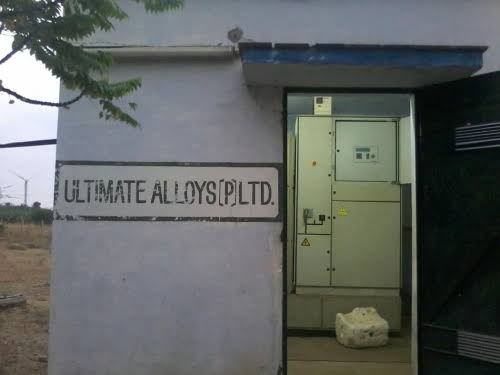 ULTIMATE ALLOYS (P) LTD.